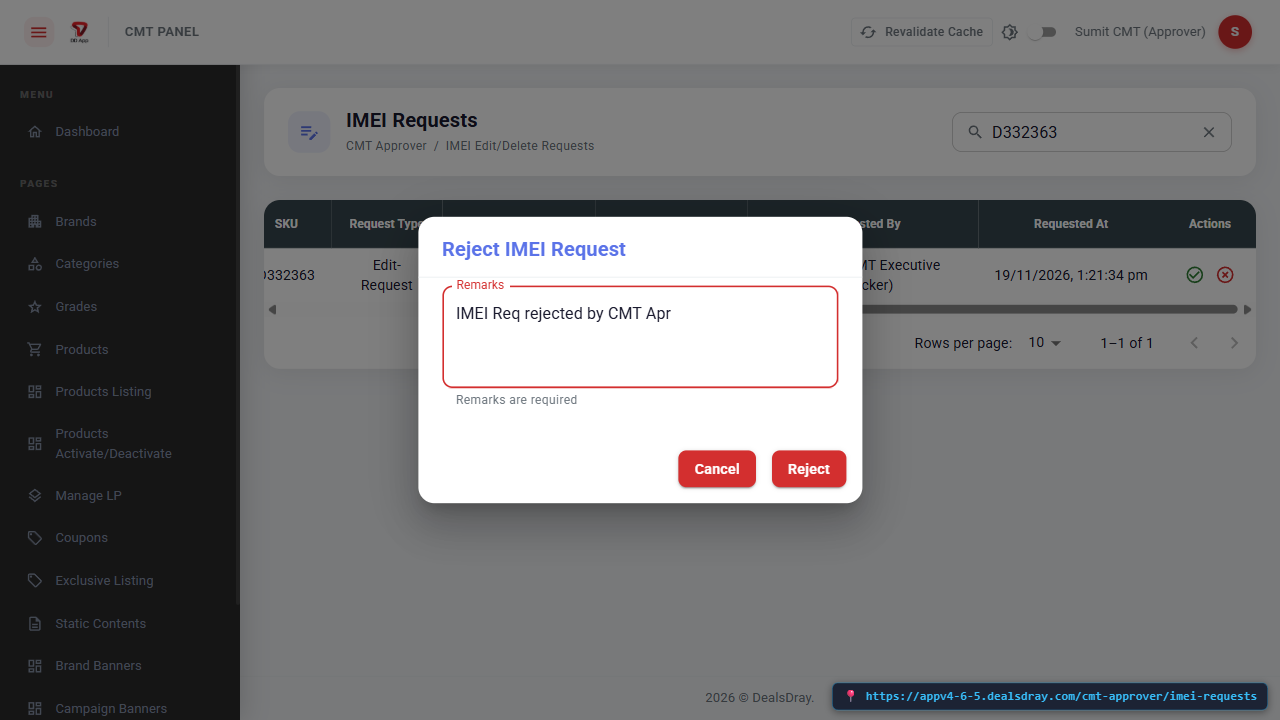 CMT PANEL
Revalidate Cache
Sumit CMT (Approver)
S
MENU
Dashboard
PAGES
Brands
Categories
Grades
Products
Products Listing
Products
Activate/Deactivate
Manage LP
Coupons
Exclusive Listing
Static Contents
Brand Banners
Campaign Banners
IMEI Requests
CMT Approver / IMEI Edit/Delete Requests
D332363
SKU
Request Type
sted By
Requested At
Actions
332363
Edit-
Request
MT Executive
cker)
19/11/2026, 1:21:34 pm
Rows per page:
10
1–1 of 1
Reject IMEI Request
Remarks
IMEI Req rejected by CMT Apr
Remarks are required
Cancel
Reject
2026 © DealsDray.
https://appv4-6-5.dealsdray.com/cmt-approver/imei-requests